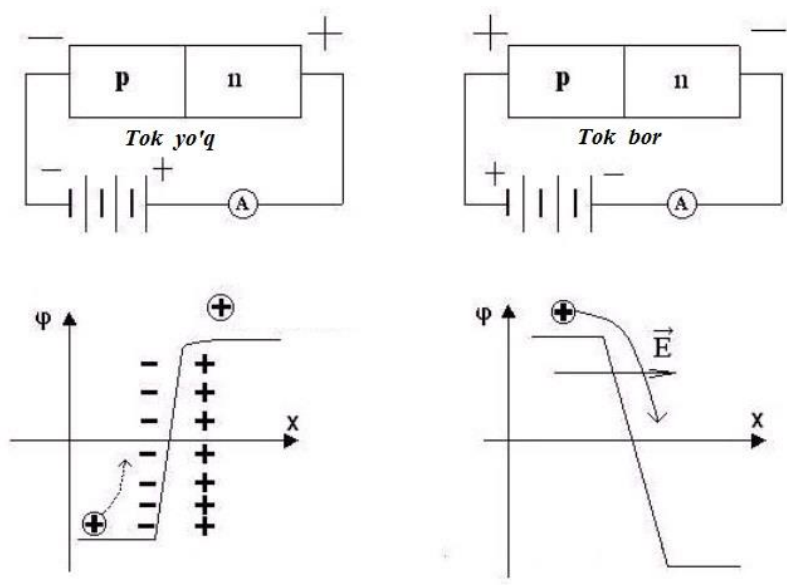 − +
p n
Tok yo'q
− +
A
+ −
p n
Tok bor
+ −
A
φ
+
− +
− +
− +
x
− +
− +
− +
+ − +
φ
+
E
x